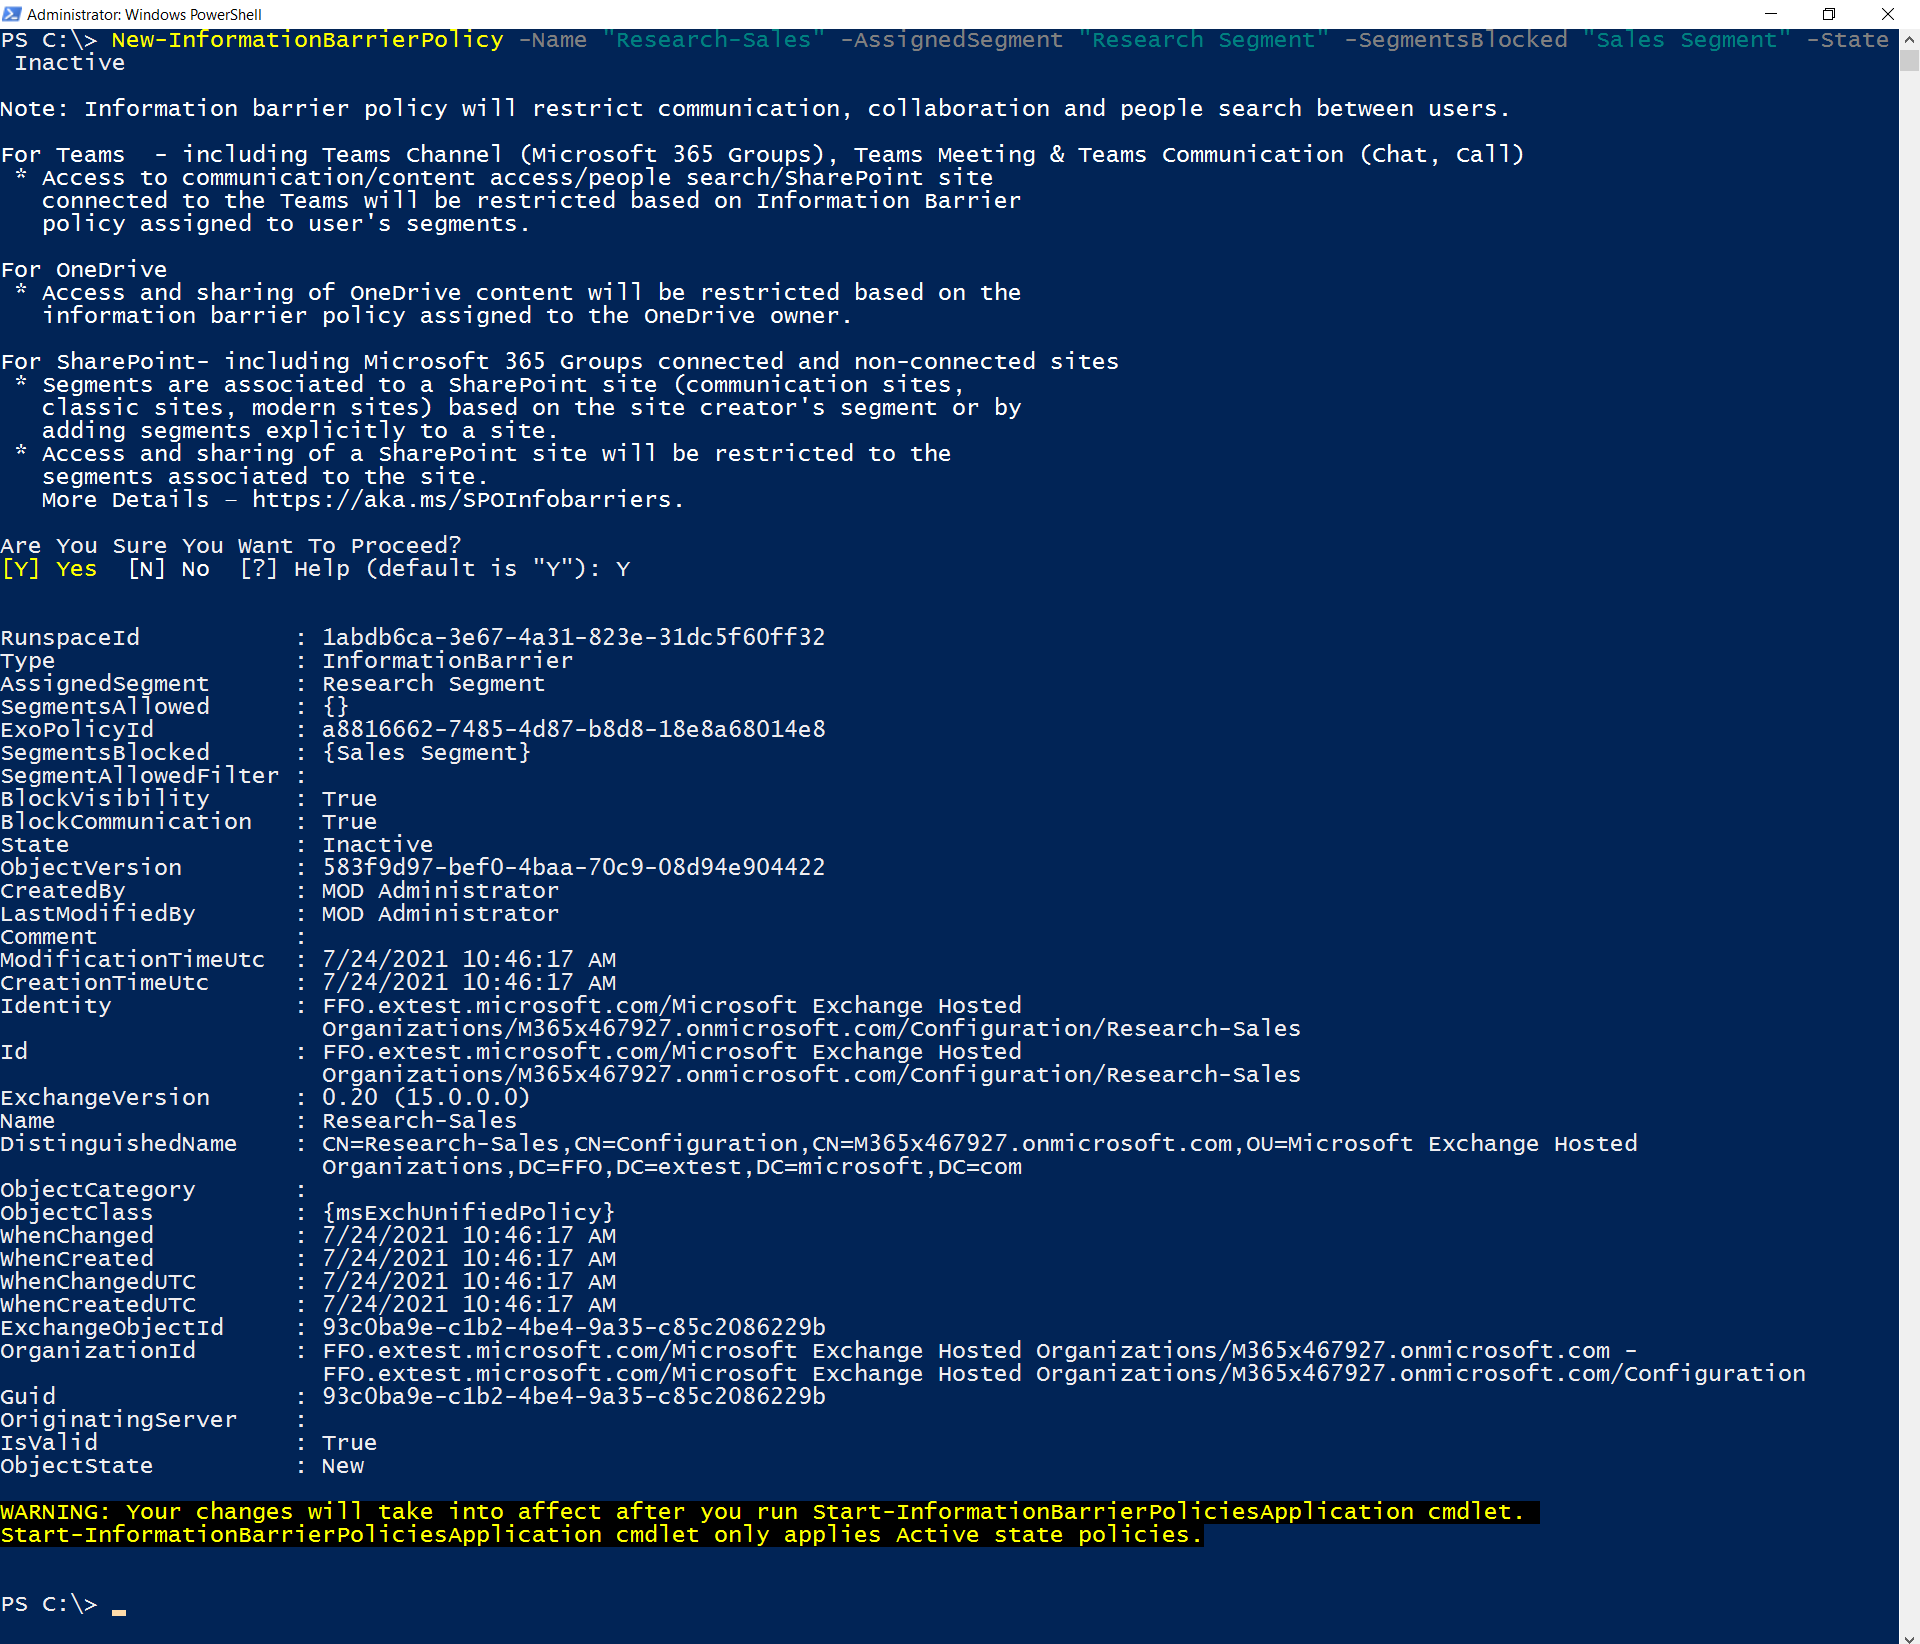 Administrator: Windows PowerShell
PS C:\> New-InformationBarrierPolicy -Name "Research-Sales" -AssignedSegment "Research Segment" -SegmentsBlocked "Sales Segment" -State
 Inactive
Note: Information barrier policy will restrict communication, collaboration and people search between users.
For Teams  - including Teams Channel (Microsoft 365 Groups), Teams Meeting & Teams Communication (Chat, Call)
 * Access to communication/content access/people search/SharePoint site
   connected to the Teams will be restricted based on Information Barrier
   policy assigned to user's segments.
For OneDrive
 * Access and sharing of OneDrive content will be restricted based on the
   information barrier policy assigned to the OneDrive owner.
For SharePoint- including Microsoft 365 Groups connected and non-connected sites
 * Segments are associated to a SharePoint site (communication sites,
   classic sites, modern sites) based on the site creator's segment or by
   adding segments explicitly to a site.
 * Access and sharing of a SharePoint site will be restricted to the
   segments associated to the site.
   More Details – https://aka.ms/SPOInfobarriers.
Are You Sure You Want To Proceed?
[Y] Yes  [N] No  [?] Help (default is "Y"): Y
RunspaceId           : 1abdb6ca-3e67-4a31-823e-31dc5f60ff32
Type                 : InformationBarrier
AssignedSegment      : Research Segment
SegmentsAllowed      : {}
ExoPolicyId          : a8816662-7485-4d87-b8d8-18e8a68014e8
SegmentsBlocked      : {Sales Segment}
SegmentAllowedFilter :
BlockVisibility      : True
BlockCommunication   : True
State                : Inactive
ObjectVersion        : 583f9d97-bef0-4baa-70c9-08d94e904422
CreatedBy            : MOD Administrator
LastModifiedBy       : MOD Administrator
Comment              :
ModificationTimeUtc  : 7/24/2021 10:46:17 AM
CreationTimeUtc      : 7/24/2021 10:46:17 AM
Identity             : FFO.extest.microsoft.com/Microsoft Exchange Hosted
                       Organizations/M365x467927.onmicrosoft.com/Configuration/Research-Sales
Id                   : FFO.extest.microsoft.com/Microsoft Exchange Hosted
                       Organizations/M365x467927.onmicrosoft.com/Configuration/Research-Sales
ExchangeVersion      : 0.20 (15.0.0.0)
Name                 : Research-Sales
DistinguishedName    : CN=Research-Sales,CN=Configuration,CN=M365x467927.onmicrosoft.com,OU=Microsoft Exchange Hosted
                       Organizations,DC=FFO,DC=extest,DC=microsoft,DC=com
ObjectCategory       :
ObjectClass          : {msExchUnifiedPolicy}
WhenChanged          : 7/24/2021 10:46:17 AM
WhenCreated          : 7/24/2021 10:46:17 AM
WhenChangedUTC       : 7/24/2021 10:46:17 AM
WhenCreatedUTC       : 7/24/2021 10:46:17 AM
ExchangeObjectId     : 93c0ba9e-c1b2-4be4-9a35-c85c2086229b
OrganizationId       : FFO.extest.microsoft.com/Microsoft Exchange Hosted Organizations/M365x467927.onmicrosoft.com -
                       FFO.extest.microsoft.com/Microsoft Exchange Hosted Organizations/M365x467927.onmicrosoft.com/Configuration
Guid                 : 93c0ba9e-c1b2-4be4-9a35-c85c2086229b
OriginatingServer    :
IsValid              : True
ObjectState          : New
WARNING: Your changes will take into affect after you run Start-InformationBarrierPoliciesApplication cmdlet.
Start-InformationBarrierPoliciesApplication cmdlet only applies Active state policies.
PS C:\> _